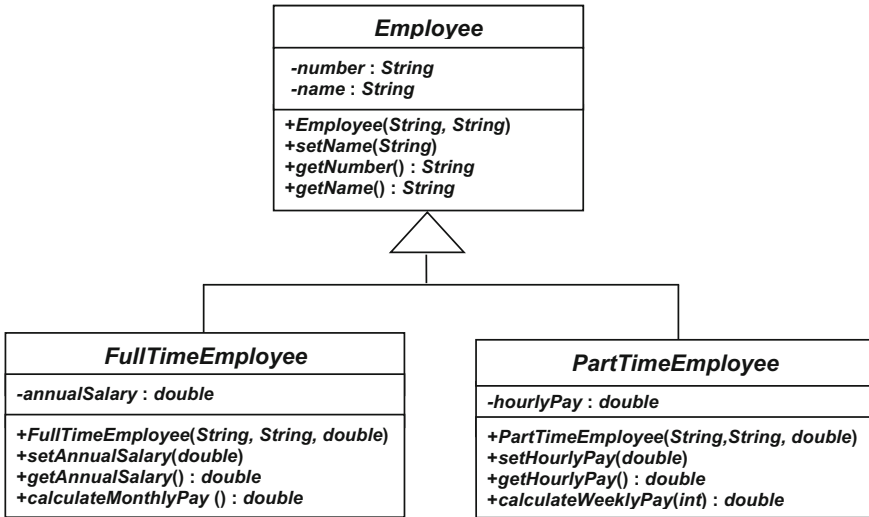 Employee
-number : String
-name : String
+Employee(String, String)
+setName(String)
+getNumber() : String
+getName() : String
FullTimeEmployee
-annualSalary : double
+FullTimeEmployee(String, String, double)
+setAnnualSalary(double)
+getAnnualSalary() : double
+calculateMonthlyPay () : double
PartTimeEmployee
-hourlyPay : double
+PartTimeEmployee(String,String, double)
+setHourlyPay(double)
+getHourlyPay() : double
+calculateWeeklyPay(int) : double